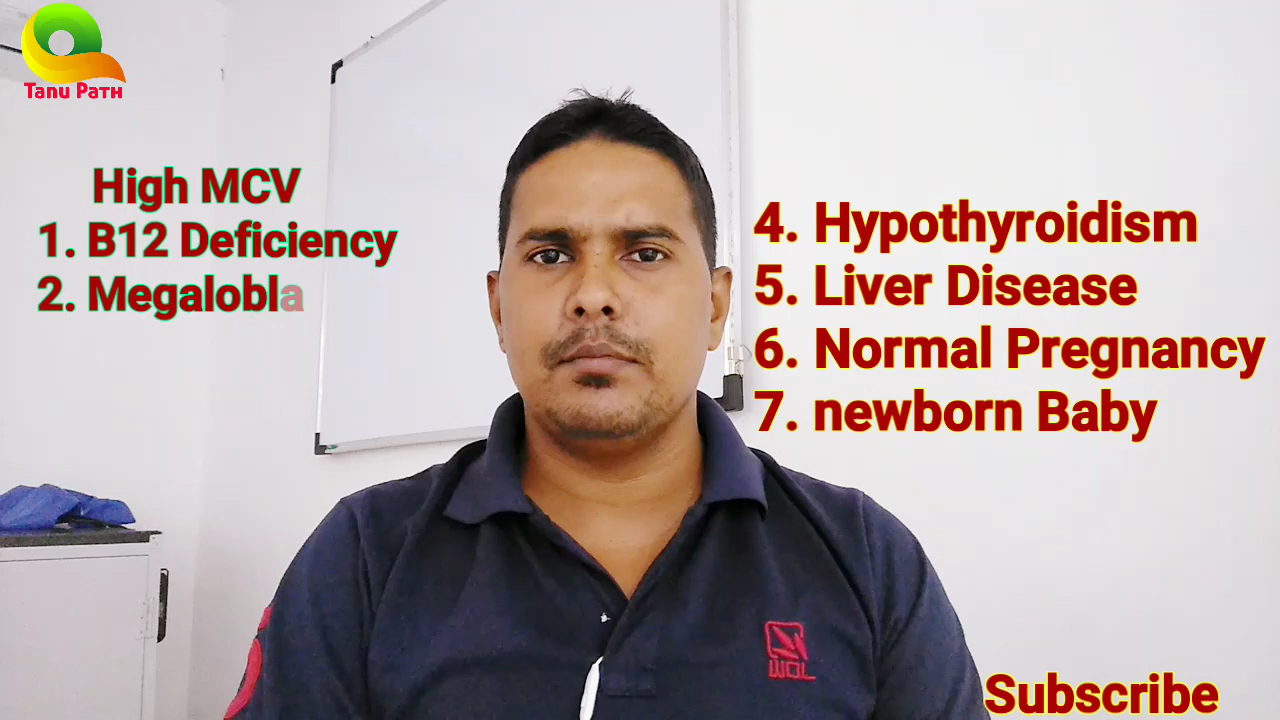 Tanu Path
High MCV
1. B12 Deficiency
2. Megalobla
4. Hypothyroidism
5. Liver Disease
6. Normal Pregnancy
7. newborn Baby
WOL
Subscribe